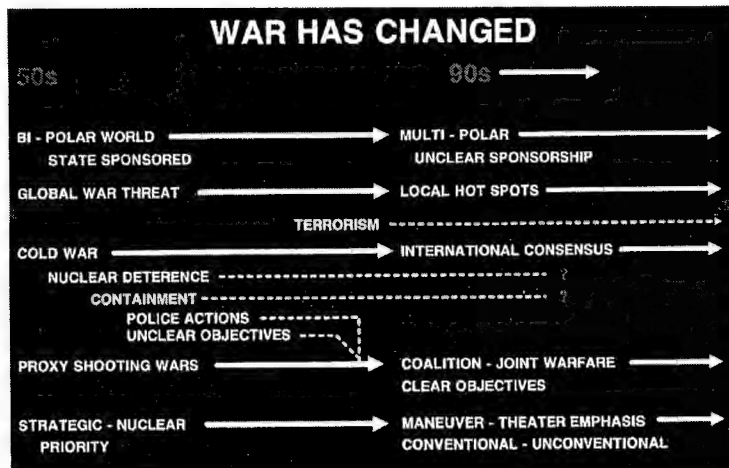 WAR HAS CHANGED
50s 90s
BI - POLAR WORLD MULTI - POLAR
STATE SPONSORED UNCLEAR SPONSORSHIP
GLOBAL WAR THREAT LOCAL HOT SPOTS
TERRORISM
COLD WAR INTERNATIONAL CONSENSUS
NUCLEAR DETERENCE ?
CONTAINMENT ?
POLICE ACTIONS
UNCLEAR OBJECTIVES
PROXY SHOOTING WARS COALITION - JOINT WARFARE
CLEAR OBJECTIVES
STRATEGIC - NUCLEAR MANEUVER - THEATER EMPHASIS
PRIORITY CONVENTIONAL - UNCONVENTIONAL